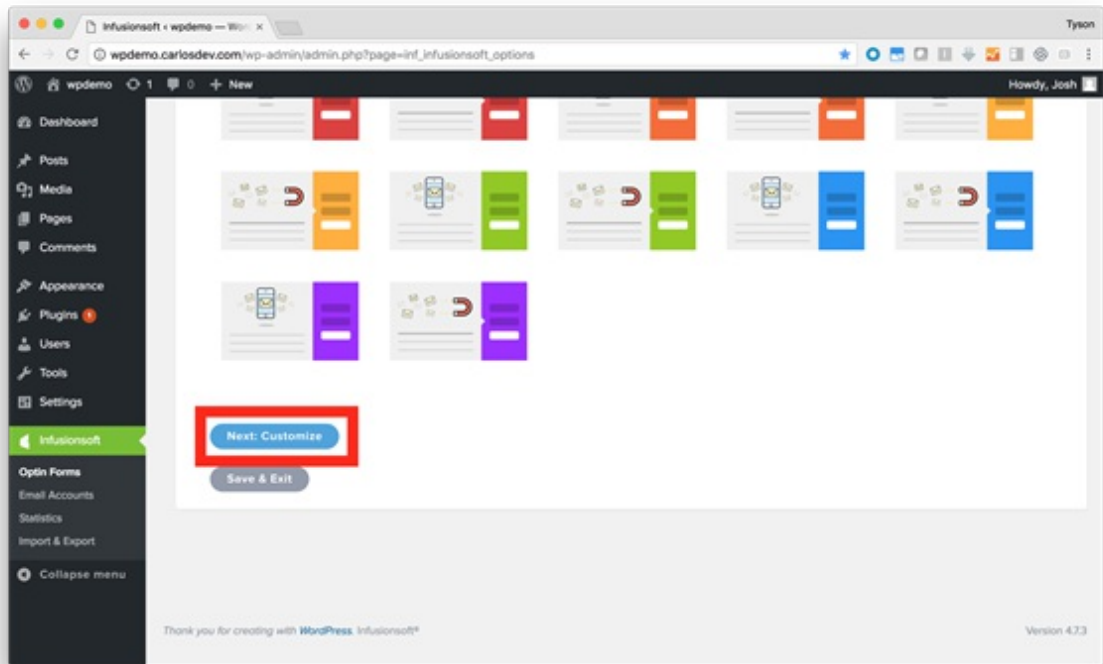 Infusionsoft < wpdemo — Wor
Tyson
wpdemo.carlosdev.com/wp-admin/admin.php?page=inf_infusionsoft_options
wpdemo 1 0 + New
Howdy, Josh
Dashboard
Posts
Media
Pages
Comments
Appearance
Plugins 1
Users
Tools
Settings
Infusionsoft
Optin Forms
Email Accounts
Statistics
Import & Export
Collapse menu
Next: Customize
Save & Exit
Thank you for creating with WordPress. Infusionsoft®
Version 4.7.3